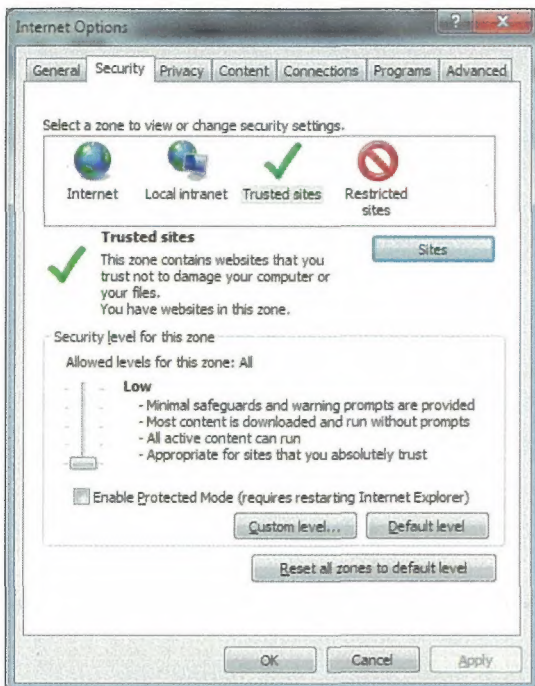 Internet Options
?
X
General Security Privacy Content Connections Programs Advanced
Select a zone to view or change security settings.
Internet Local intranet Trusted sites Restricted sites
Trusted sites
Sites
This zone contains websites that you
trust not to damage your computer or
your files.
You have websites in this zone.
Security level for this zone
Allowed levels for this zone: All
Low
- Minimal safeguards and warning prompts are provided
- Most content is downloaded and run without prompts
- All active content can run
- Appropriate for sites that you absolutely trust
Enable Protected Mode (requires restarting Internet Explorer)
Custom level... Default level
Reset all zones to default level
OK Cancel Apply